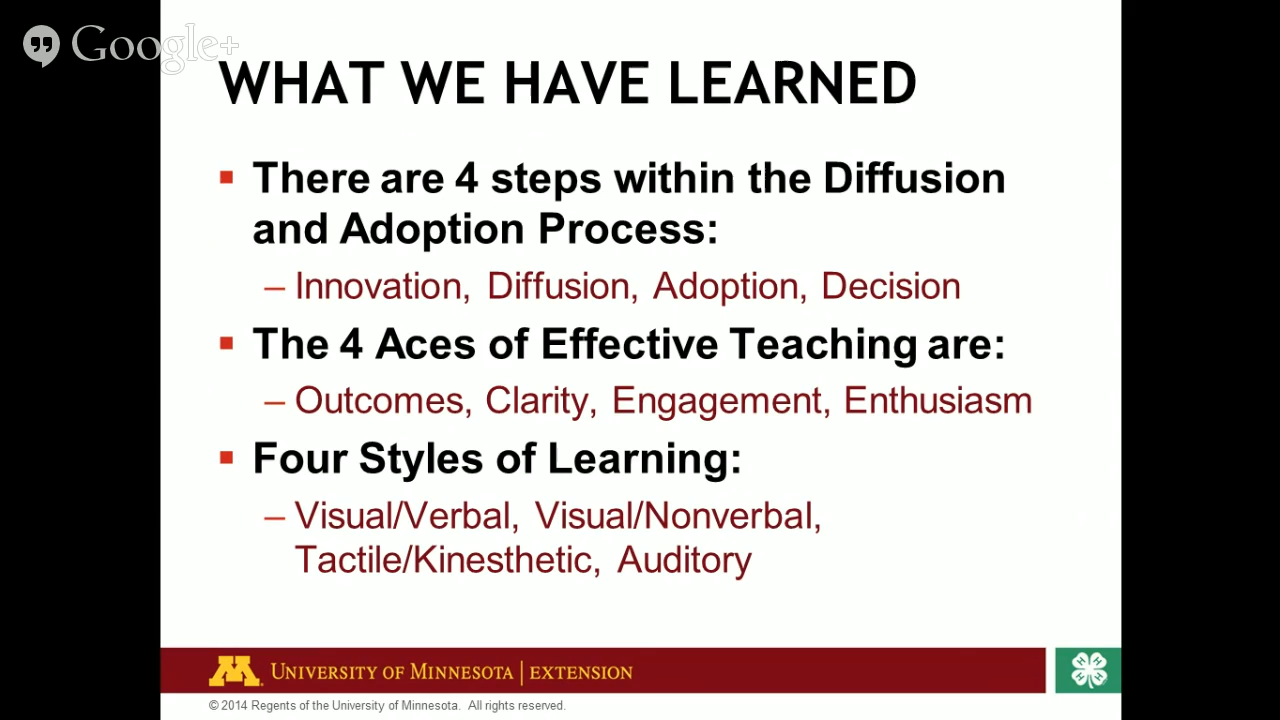 Google+
WHAT WE HAVE LEARNED
▪ There are 4 steps within the Diffusion
and Adoption Process:
– Innovation, Diffusion, Adoption, Decision
▪ The 4 Aces of Effective Teaching are:
– Outcomes, Clarity, Engagement, Enthusiasm
▪ Four Styles of Learning:
– Visual/Verbal, Visual/Nonverbal,
Tactile/Kinesthetic, Auditory
M UNIVERSITY OF MINNESOTA | EXTENSION
H H H H
© 2014 Regents of the University of Minnesota. All rights reserved.